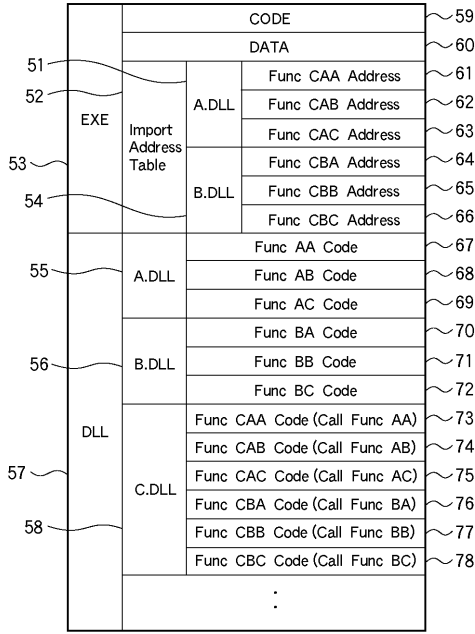 CODE 59
DATA 60
51 Func CAA Address 61
52 A.DLL Func CAB Address 62
EXE Import Address Table Func CAC Address 63
53 Func CBA Address 64
54 B.DLL Func CBB Address 65
Func CBC Address 66
Func AA Code 67
55 A.DLL Func AB Code 68
Func AC Code 69
Func BA Code 70
56 B.DLL Func BB Code 71
Func BC Code 72
DLL Func CAA Code (Call Func AA) 73
Func CAB Code (Call Func AB) 74
57 C.DLL Func CAC Code (Call Func AC) 75
Func CBA Code (Call Func BA) 76
58 Func CBB Code (Call Func BB) 77
Func CBC Code (Call Func BC) 78